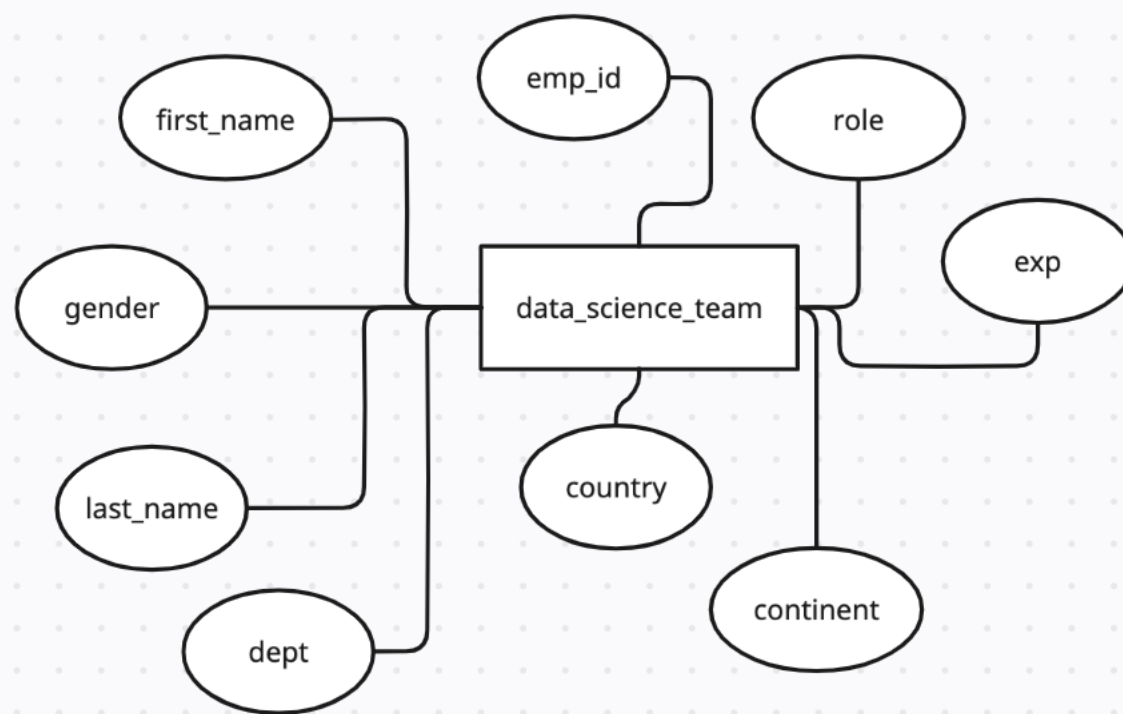 emp_id
first_name
role
exp
gender
data_science_team
country
last_name
continent
dept